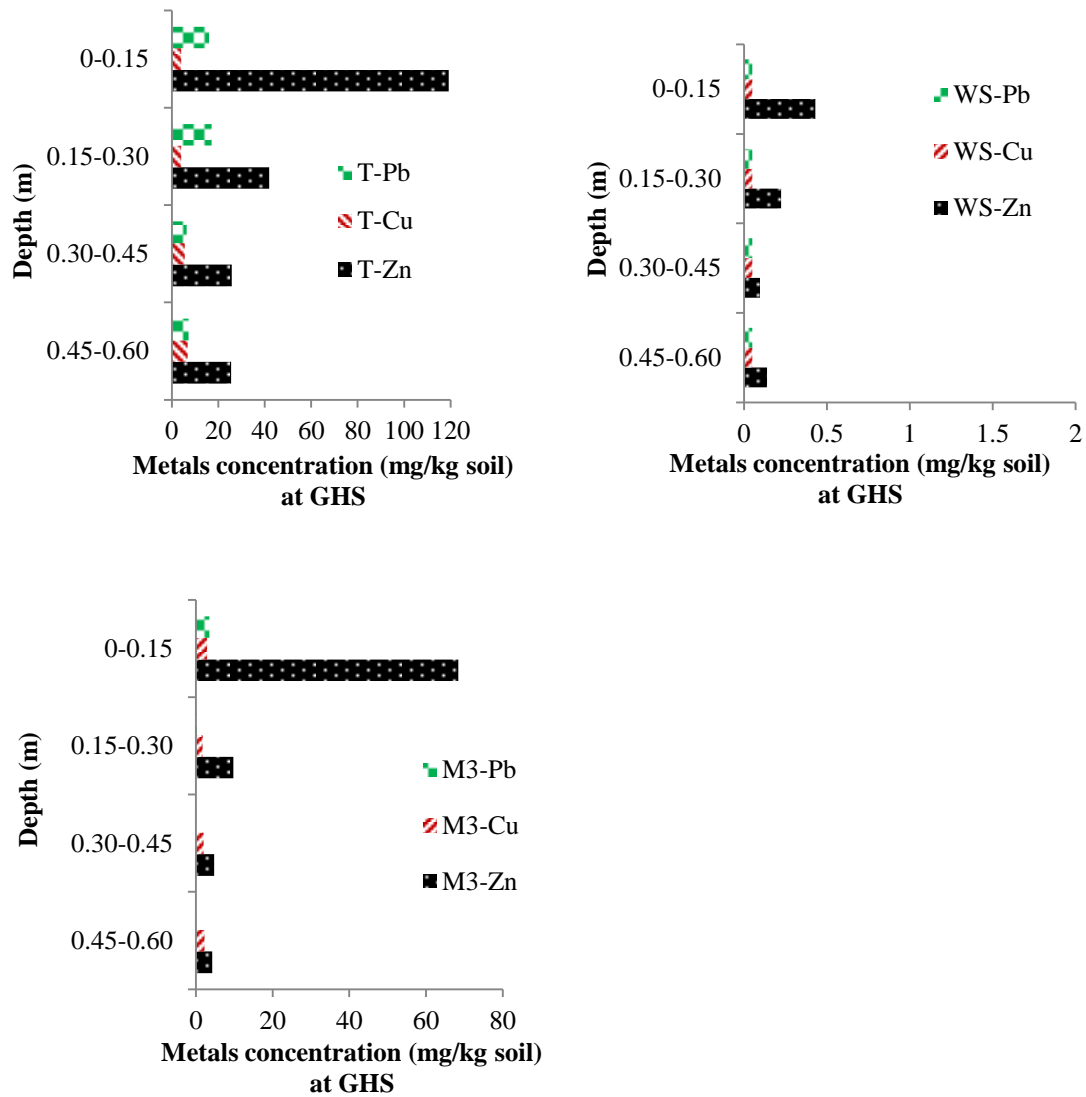 0-0.15
0.15-0.30
0.30-0.45
0.45-0.60
Depth (m)
T-Pb
T-Cu
T-Zn
0 20 40 60 80 100 120
Metals concentration (mg/kg soil)
at GHS
0-0.15
0.15-0.30
0.30-0.45
0.45-0.60
Depth (m)
WS-Pb
WS-Cu
WS-Zn
0 0.5 1 1.5 2
Metals concentration (mg/kg soil)
at GHS
0-0.15
0.15-0.30
0.30-0.45
0.45-0.60
Depth (m)
M3-Pb
M3-Cu
M3-Zn
0 20 40 60 80
Metals concentration (mg/kg soil)
at GHS